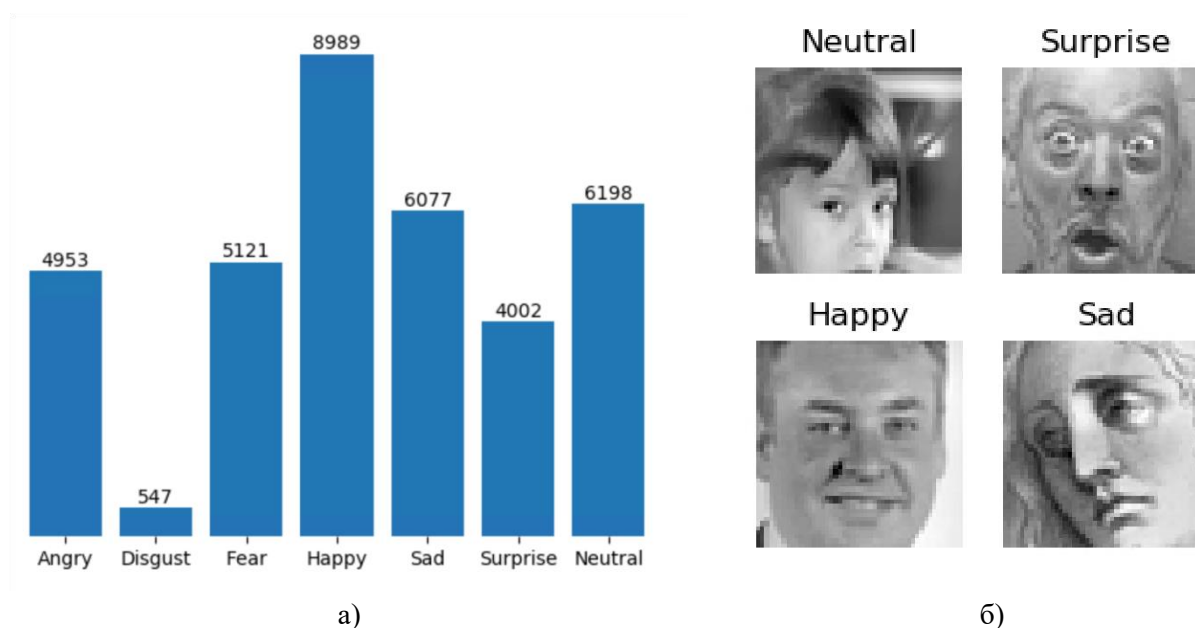 8989
6198
6077
5121
4953
4002
547
Angry Disgust Fear Happy Sad Surprise Neutral
а)
Neutral Surprise
Happy Sad
б)